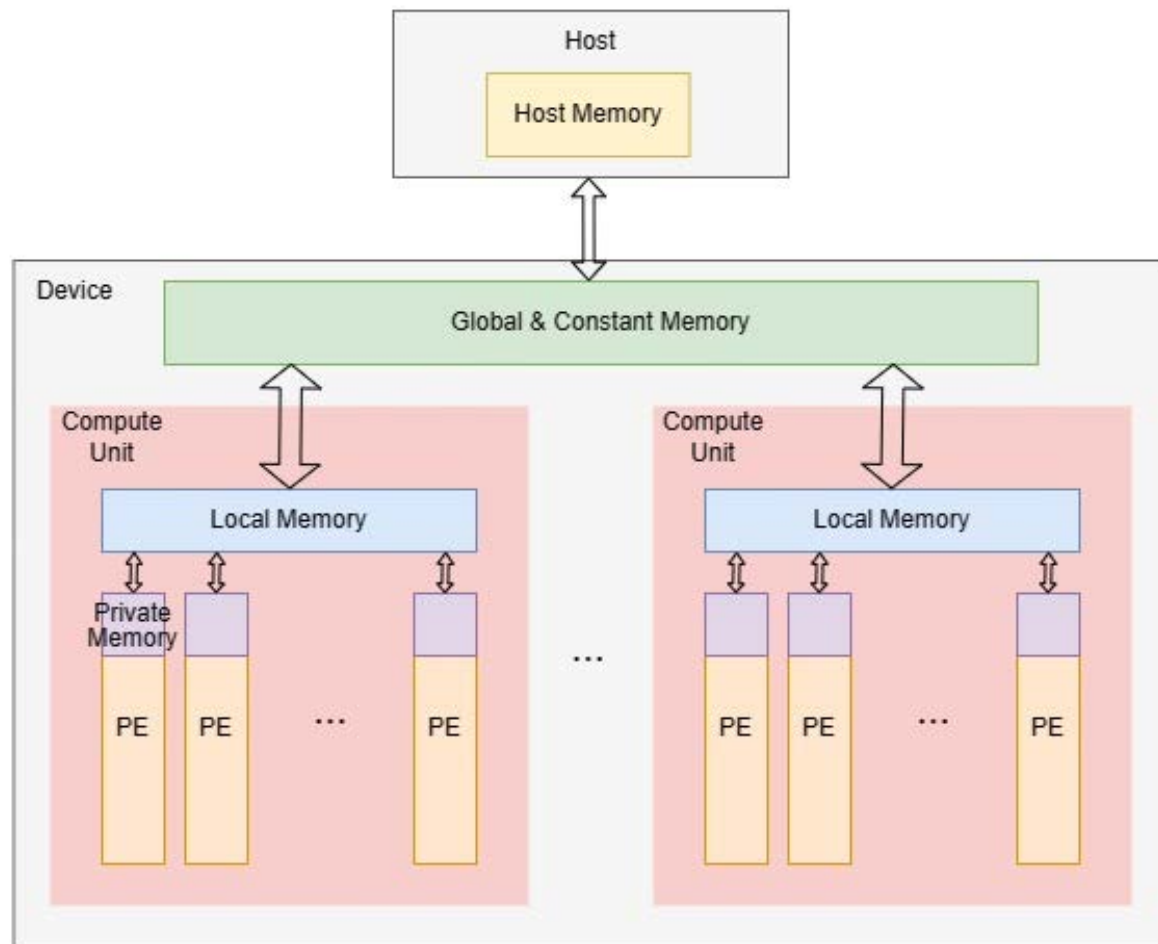 Host
Host Memory
Device
Global & Constant Memory
Compute
Unit
Compute
Unit
Local Memory
Local Memory
Private
Memory
PE
PE
...
PE
...
PE
PE
...
PE